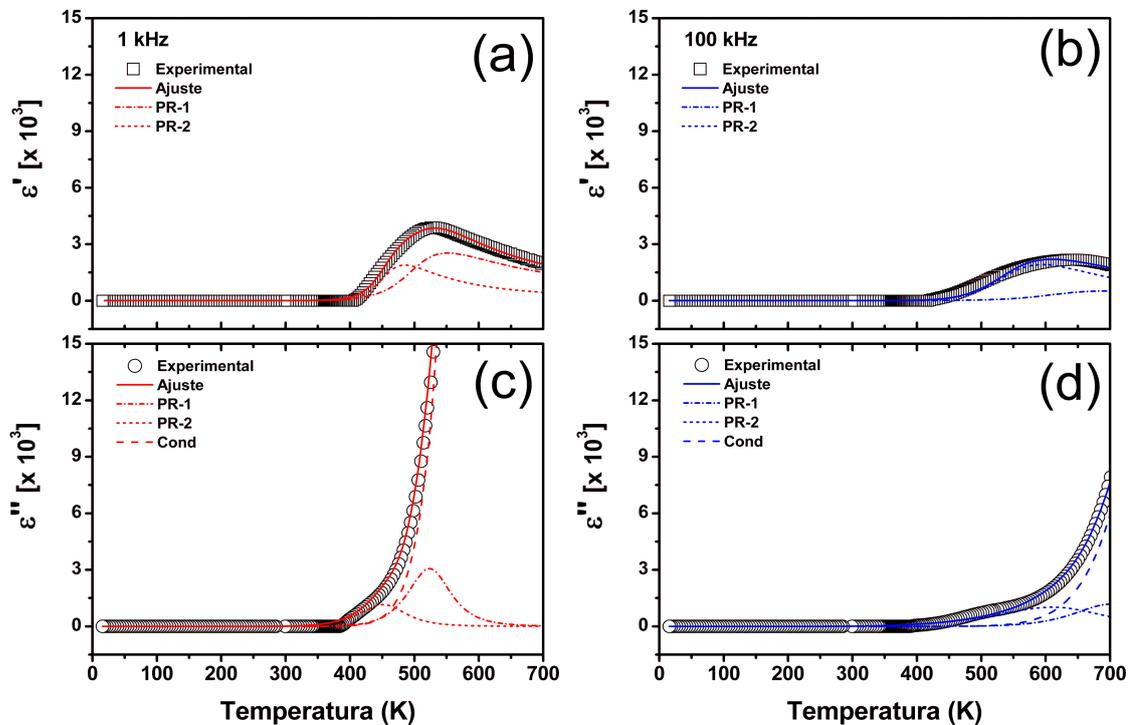 1 kHz
(a)
Experimental
Ajuste
PR-1
PR-2
15
12
9
6
3
0
ε' [x 10³]
100 kHz
(b)
Experimental
Ajuste
PR-1
PR-2
15
12
9
6
3
0
ε' [x 10³]
(c)
Experimental
Ajuste
PR-1
PR-2
Cond
15
12
9
6
3
0
ε" [x 10³]
0 100 200 300 400 500 600 700
Temperatura (K)
(d)
Experimental
Ajuste
PR-1
PR-2
Cond
15
12
9
6
3
0
ε" [x 10³]
0 100 200 300 400 500 600 700
Temperatura (K)